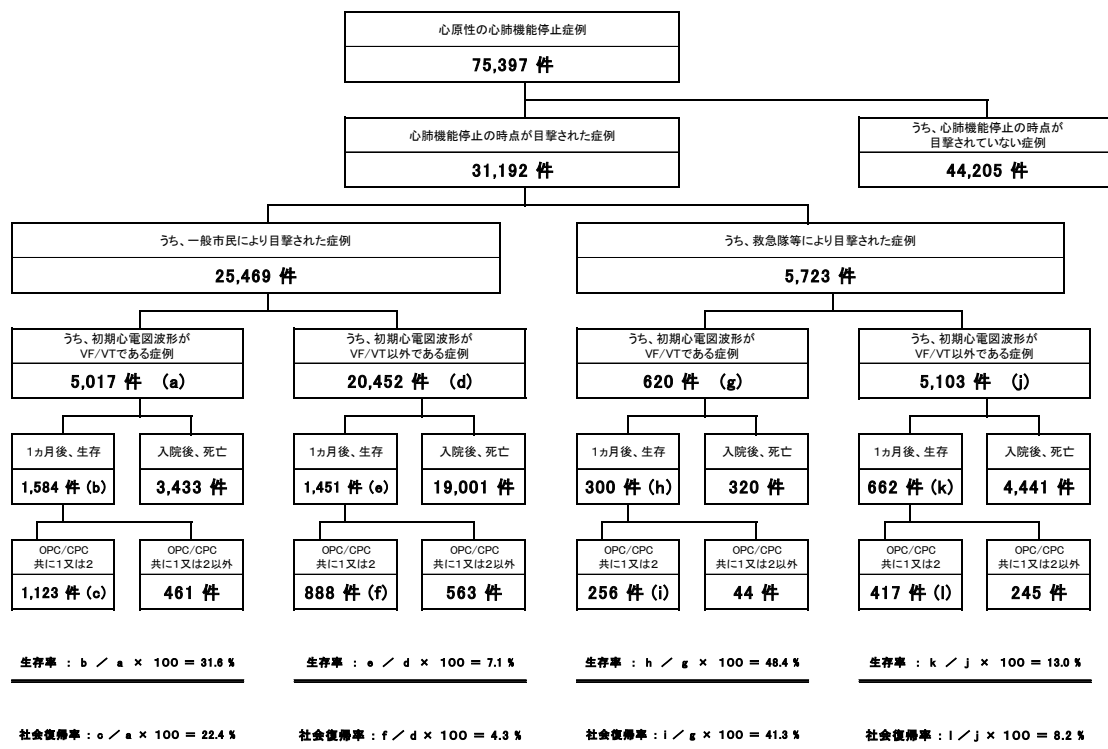 心原性の心肺機能停止症例
75,397 件
心肺機能停止の時点が目撃された症例
31,192 件
うち、心肺機能停止の時点が
目撃されていない症例
44,205 件
うち、一般市民により目撃された症例
25,469 件
うち、救急隊等により目撃された症例
5,723 件
うち、初期心電図波形が
VF/VTである症例
5,017 件 (a)
うち、初期心電図波形が
VF/VT以外である症例
20,452 件 (d)
うち、初期心電図波形が
VF/VTである症例
620 件 (g)
うち、初期心電図波形が
VF/VT以外である症例
5,103 件 (j)
1ヵ月後、生存
1,584 件 (b)
入院後、死亡
3,433 件
1ヵ月後、生存
1,451 件 (e)
入院後、死亡
19,001 件
1ヵ月後、生存
300 件 (h)
入院後、死亡
320 件
1ヵ月後、生存
662 件 (k)
入院後、死亡
4,441 件
OPC/CPC
共に1又は2
1,123 件 (c)
OPC/CPC
共に1又は2以外
461 件
OPC/CPC
共に1又は2
888 件 (f)
OPC/CPC
共に1又は2以外
563 件
OPC/CPC
共に1又は2
256 件 (i)
OPC/CPC
共に1又は2以外
44 件
OPC/CPC
共に1又は2
417 件 (l)
OPC/CPC
共に1又は2以外
245 件
生存率 : b / a × 100 = 31.6 %
生存率 : e / d × 100 = 7.1 %
生存率 : h / g × 100 = 48.4 %
生存率 : k / j × 100 = 13.0 %
社会復帰率 : c / a × 100 = 22.4 %
社会復帰率 : f / d × 100 = 4.3 %
社会復帰率 : i / g × 100 = 41.3 %
社会復帰率 : l / j × 100 = 8.2 %